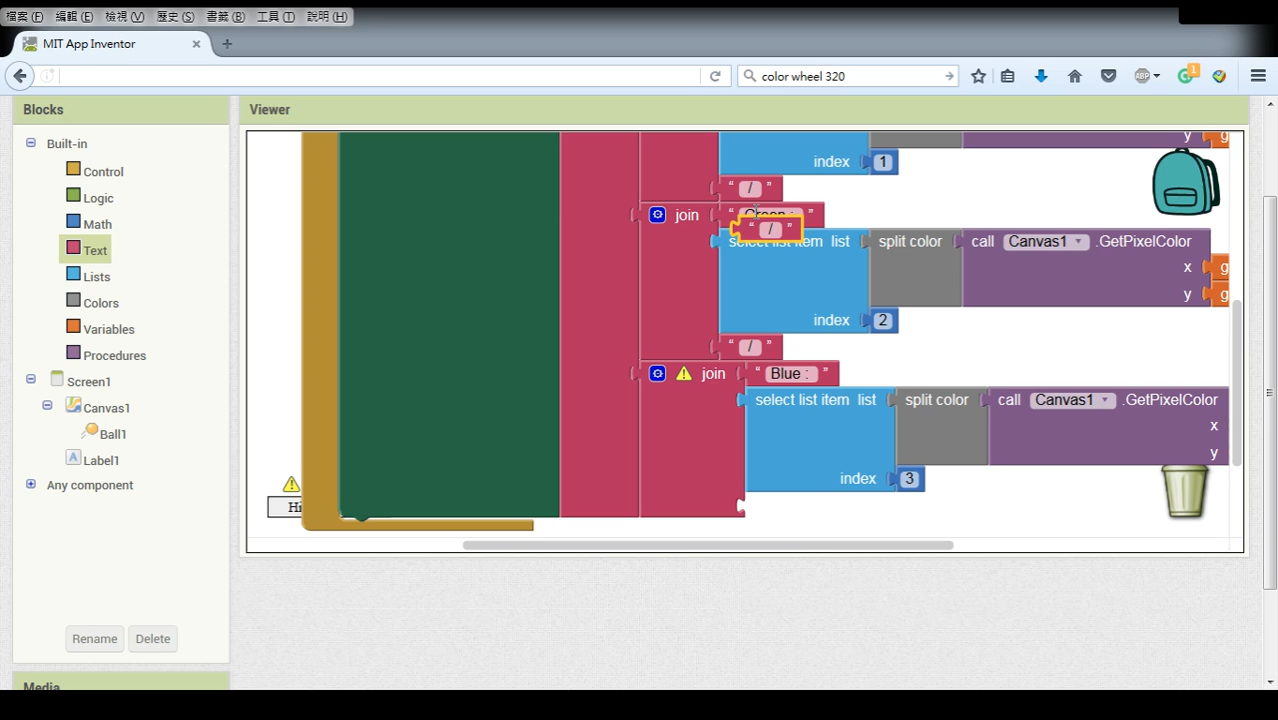 檔案 (F) 編輯 (E) 檢視 (V) 歷史 (S) 書籤 (B) 工具 (T) 說明 (H)
MIT App Inventor × +
color wheel 320
ABP
1
Blocks
Viewer
Built-in
Control
Logic
Math
Text
Lists
Colors
Variables
Procedures
Screen1
Canvas1
Ball1
Label1
Any component
Rename Delete
Media
y g
index 1
“ / ”
join “ Green : ”
“ / ”
select list item list split color call Canvas1 .GetPixelColor
x g
y g
index 2
“ / ”
join “ Blue : ”
select list item list split color call Canvas1 .GetPixelColor
x
y
index 3